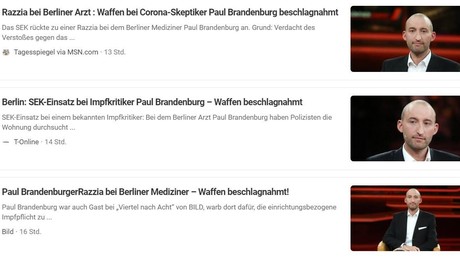 Razzia bei Berliner Arzt : Waffen bei Corona-Skeptiker Paul Brandenburg beschlagnahmt
Das SEK rückte zu einer Razzia bei dem Berliner Mediziner Paul Brandenburg an. Grund: Verdacht des
Verstoßes gegen das ...
Tagesspiegel via MSN.com · 13 Std.
Berlin: SEK-Einsatz bei Impfkritiker Paul Brandenburg – Waffen beschlagnahmt
SEK-Einsatz bei einem bekannten Impfkritiker: Bei dem Berliner Arzt Paul Brandenburg haben Polizisten die
Wohnung durchsucht ...
T-Online · 14 Std.
Paul BrandenburgerRazzia bei Berliner Mediziner – Waffen beschlagnahmt!
Paul Brandenburg war auch Gast bei „Viertel nach Acht" von BILD, warb dort dafür, die einrichtungsbezogene
Impfpflicht zu ...
Bild · 16 Std.